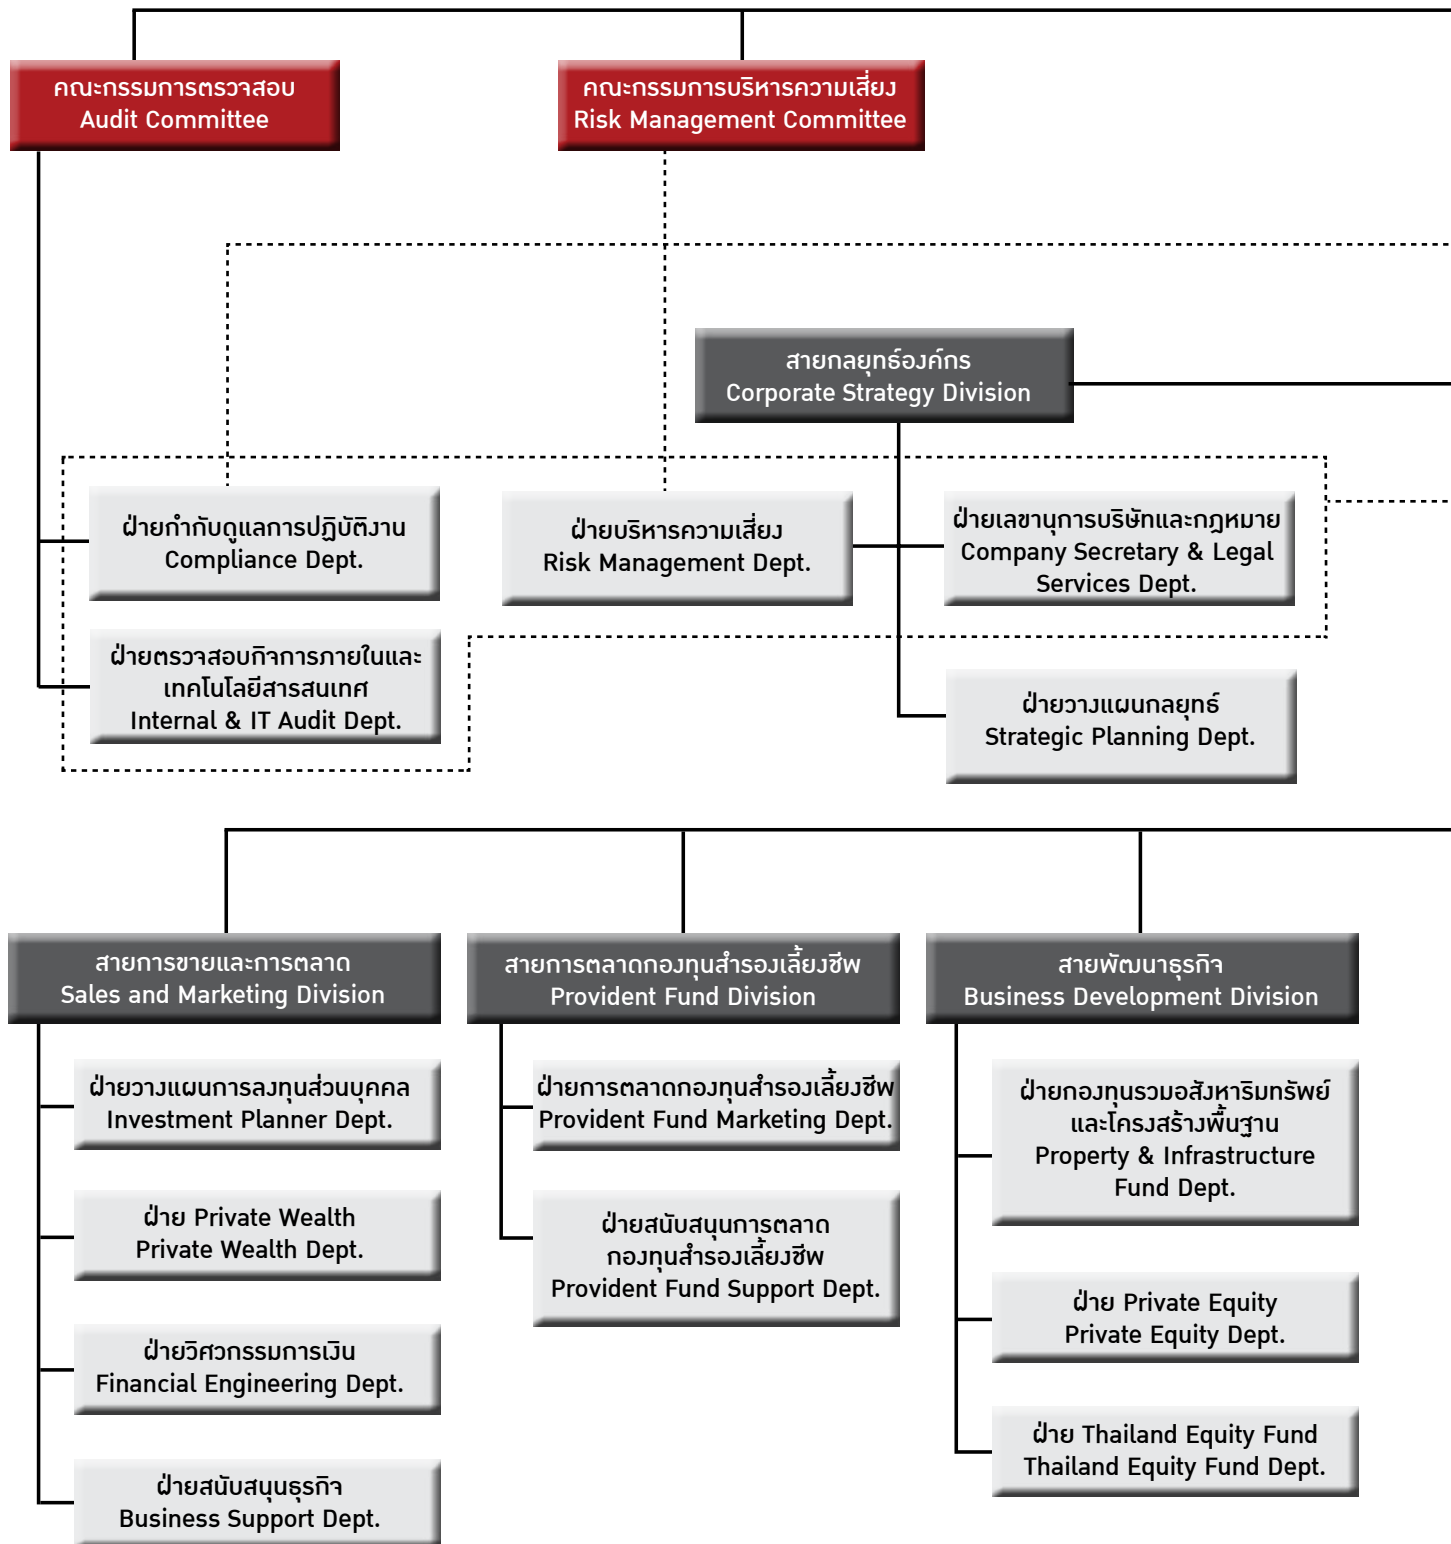 คณะกรรมการตรวจสอบ
Audit Committee
คณะกรรมการบริหารความเสี่ยง
Risk Management Committee
สายกลยุทธ์องค์กร
Corporate Strategy Division
ฝ่ายกำกับดูแลการปฏิบัติงาน
Compliance Dept.
ฝ่ายบริหารความเสี่ยง
Risk Management Dept.
ฝ่ายเลขานุการบริษัทและกฎหมาย
Company Secretary & Legal
Services Dept.
ฝ่ายตรวจสอบกิจการภายในและ
เทคโนโลยีสารสนเทศ
Internal & IT Audit Dept.
ฝ่ายวางแผนกลยุทธ์
Strategic Planning Dept.
สายการขายและการตลาด
Sales and Marketing Division
สายการตลาดกองทุนสำรองเลี้ยงชีพ
Provident Fund Division
สายพัฒนาธุรกิจ
Business Development Division
ฝ่ายวางแผนการลงทุนส่วนบุคคล
Investment Planner Dept.
ฝ่าย Private Wealth
Private Wealth Dept.
ฝ่ายวิศวกรรมการเงิน
Financial Engineering Dept.
ฝ่ายสนับสนุนธุรกิจ
Business Support Dept.
ฝ่ายการตลาดกองทุนสำรองเลี้ยงชีพ
Provident Fund Marketing Dept.
ฝ่ายสนับสนุนการตลาด
กองทุนสำรองเลี้ยงชีพ
Provident Fund Support Dept.
ฝ่ายกองทุนรวมอสังหาริมทรัพย์
และโครงสร้างพื้นฐาน
Property & Infrastructure
Fund Dept.
ฝ่าย Private Equity
Private Equity Dept.
ฝ่าย Thailand Equity Fund
Thailand Equity Fund Dept.